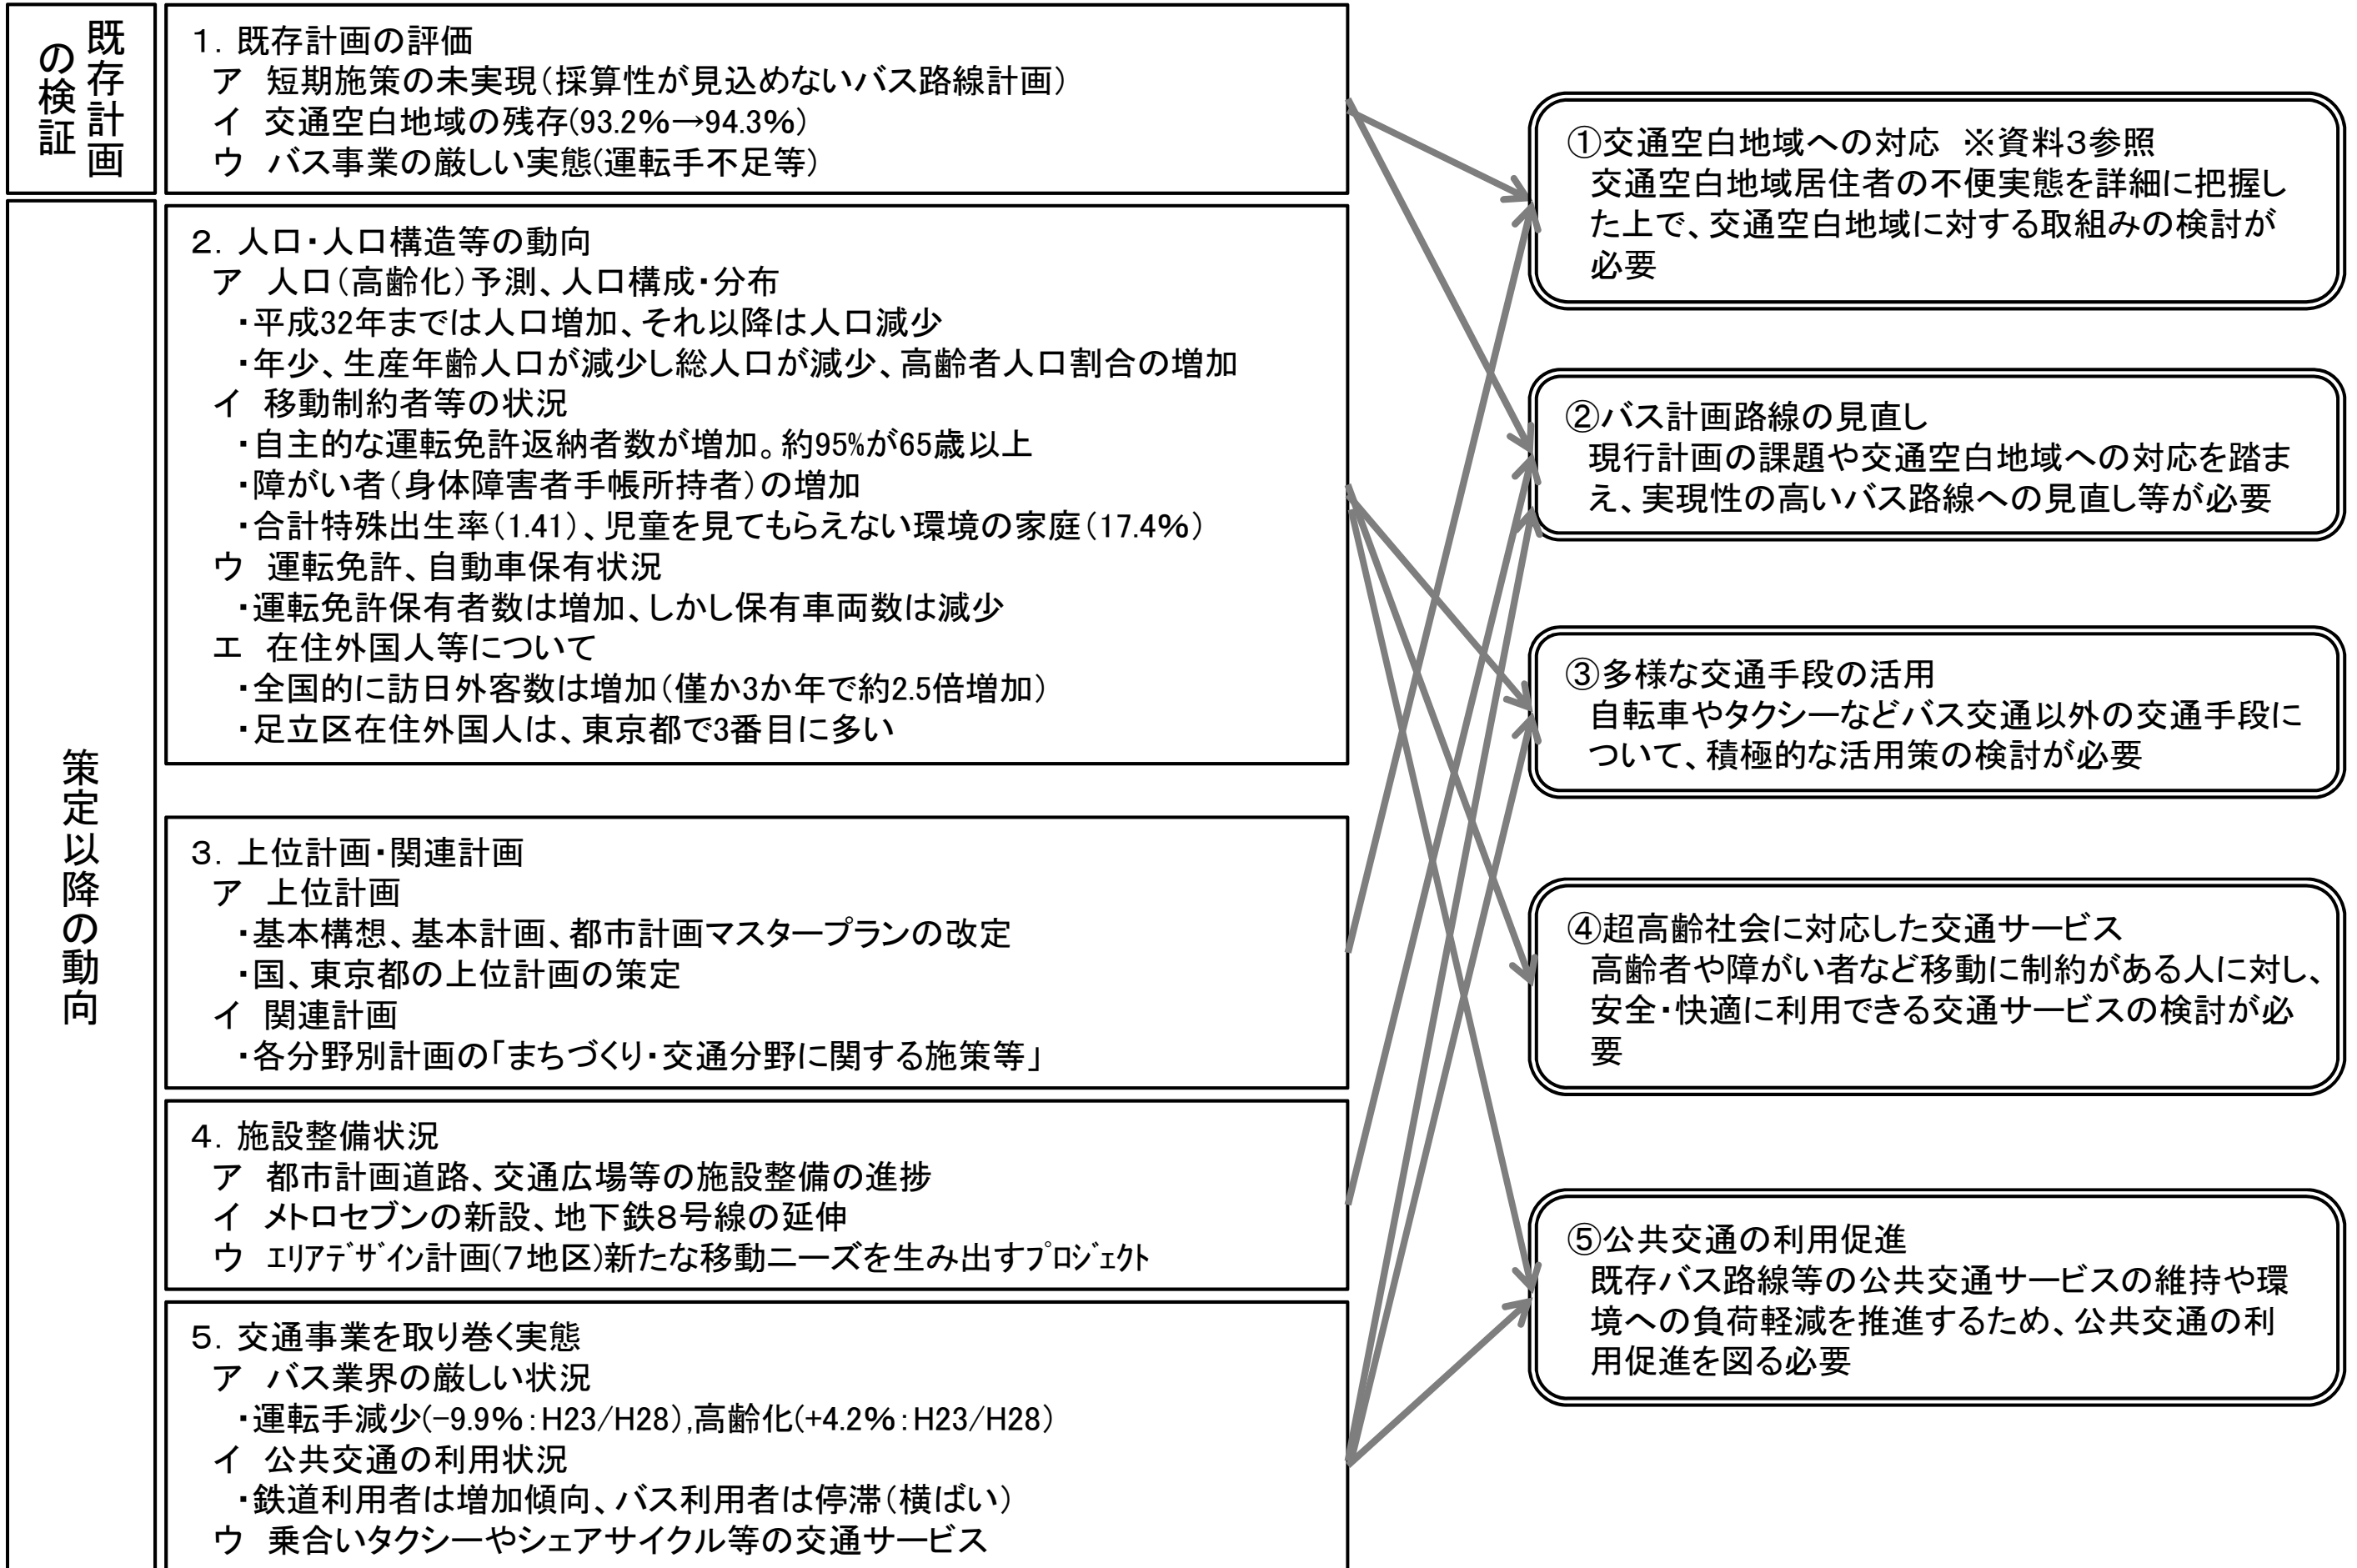 既存計画
の検証
1．既存計画の評価
ア　短期施策の未実現（採算性が見込めないバス路線計画）
イ　交通空白地域の残存(93.2％→94.3％)
ウ　バス事業の厳しい実態(運転手不足等)
策定以降の動向
2．人口・人口構造等の動向
ア　人口（高齢化）予測、人口構成・分布
・平成32年までは人口増加、それ以降は人口減少
・年少、生産年齢人口が減少し総人口が減少、高齢者人口割合の増加
イ　移動制約者等の状況
・自主的な運転免許返納者数が増加。約95%が65歳以上
・障がい者（身体障害者手帳所持者）の増加
・合計特殊出生率（1.41）、児童を見てもらえない環境の家庭（17.4％）
ウ　運転免許、自動車保有状況
・運転免許保有者数は増加、しかし保有車両数は減少
エ　在住外国人等について
・全国的に訪日外客数は増加（僅か3か年で約2.5倍増加）
・足立区在住外国人は、東京都で3番目に多い
3．上位計画・関連計画
ア　上位計画
・基本構想、基本計画、都市計画マスタープランの改定
・国、東京都の上位計画の策定
イ　関連計画
・各分野別計画の「まちづくり・交通分野に関する施策等」
4．施設整備状況
ア　都市計画道路、交通広場等の施設整備の進捗
イ　メトロセブンの新設、地下鉄8号線の延伸
ウ　ｴﾘｱﾃﾞｻﾞｲﾝ計画(7地区)新たな移動ニーズを生み出すﾌﾟﾛｼﾞｪｸﾄ
5．交通事業を取り巻く実態
ア　バス業界の厳しい状況
・運転手減少(-9.9％：H23/H28),高齢化(+4.2％：H23/H28)
イ　公共交通の利用状況
・鉄道利用者は増加傾向、バス利用者は停滞（横ばい）
ウ　乗合いタクシーやシェアサイクル等の交通サービス
①交通空白地域への対応　※資料3参照
交通空白地域居住者の不便実態を詳細に把握し
た上で、交通空白地域に対する取組みの検討が
必要
②バス計画路線の見直し
現行計画の課題や交通空白地域への対応を踏ま
え、実現性の高いバス路線への見直し等が必要
③多様な交通手段の活用
自転車やタクシーなどバス交通以外の交通手段に
ついて、積極的な活用策の検討が必要
④超高齢社会に対応した交通サービス
高齢者や障がい者など移動に制約がある人に対し、
安全・快適に利用できる交通サービスの検討が必
要
⑤公共交通の利用促進
既存バス路線等の公共交通サービスの維持や環
境への負荷軽減を推進するため、公共交通の利
用促進を図る必要